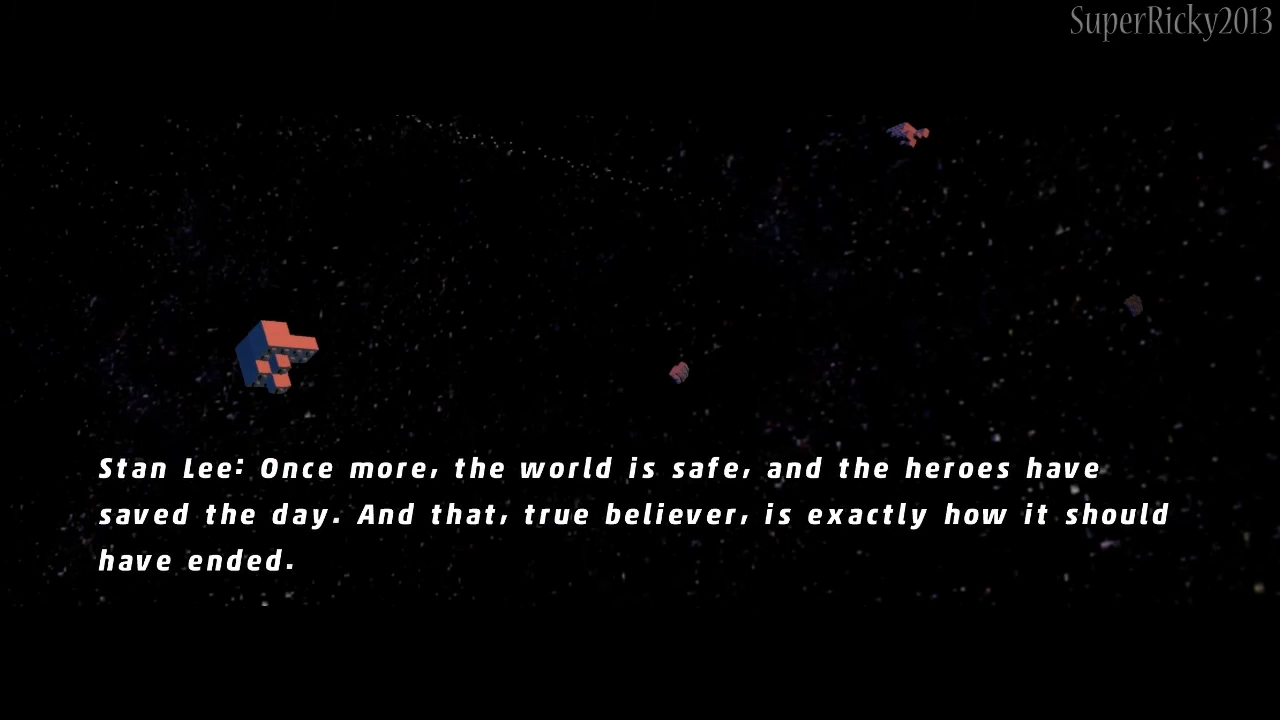 SuperRicky2013
Stan Lee: Once more, the world is safe, and the heroes have
saved the day. And that, true believer, is exactly how it should
have ended.